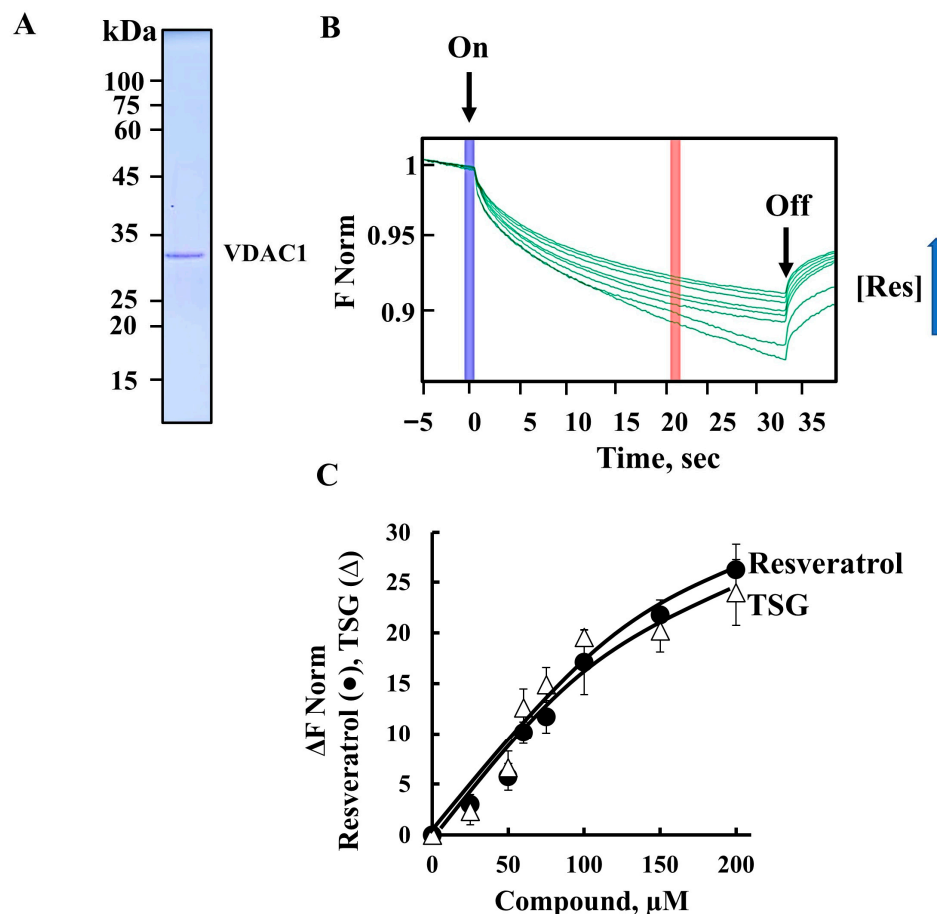 A
kDa
100
75
60
45
35
25
20
15
VDAC1
B
On
Off
[Res]
F Norm
1
0.95
0.9
−5 0 5 10 15 20 25 30 35
Time, sec
C
ΔF Norm
Resveratrol (●), TSG (Δ)
30
25
20
15
10
5
0
Resveratrol
TSG
0 50 100 150 200
Compound, μM